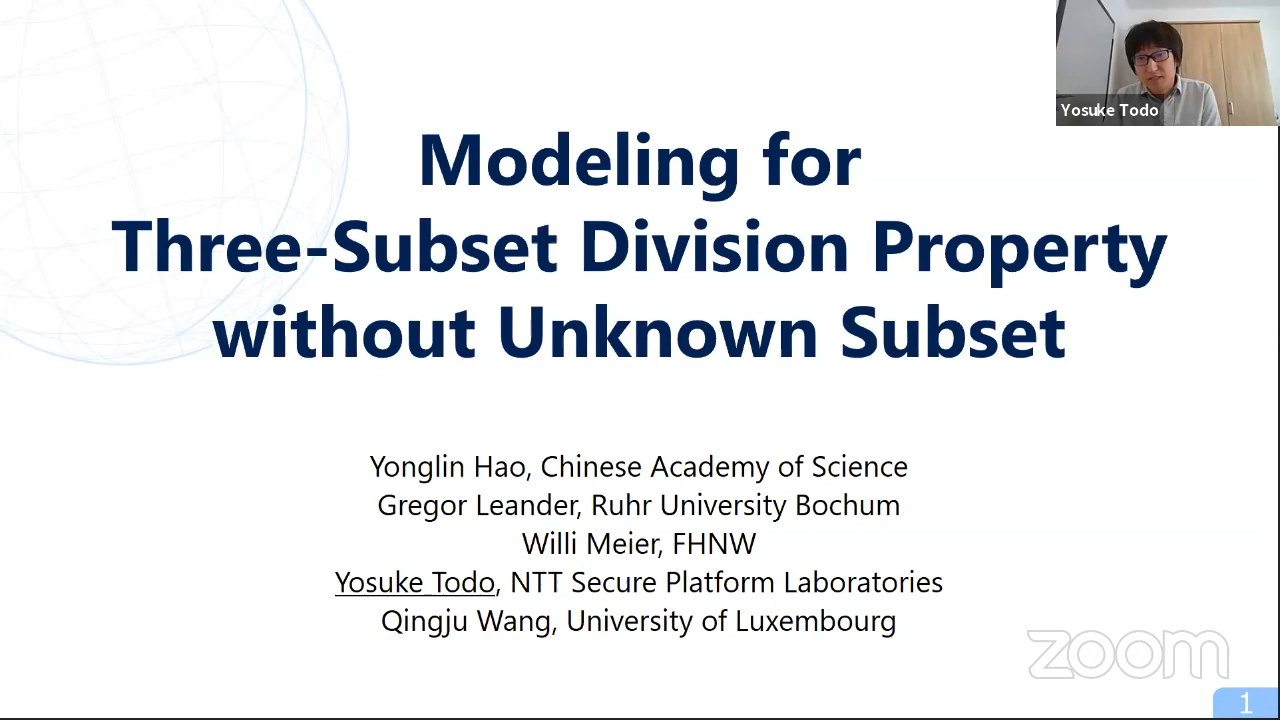 Yosuke Todo
Modeling for
Three-Subset Division Property
without Unknown Subset
Yonglin Hao, Chinese Academy of Science
Gregor Leander, Ruhr University Bochum
Willi Meier, FHNW
Yosuke Todo, NTT Secure Platform Laboratories
Qingju Wang, University of Luxembourg
zoom
1